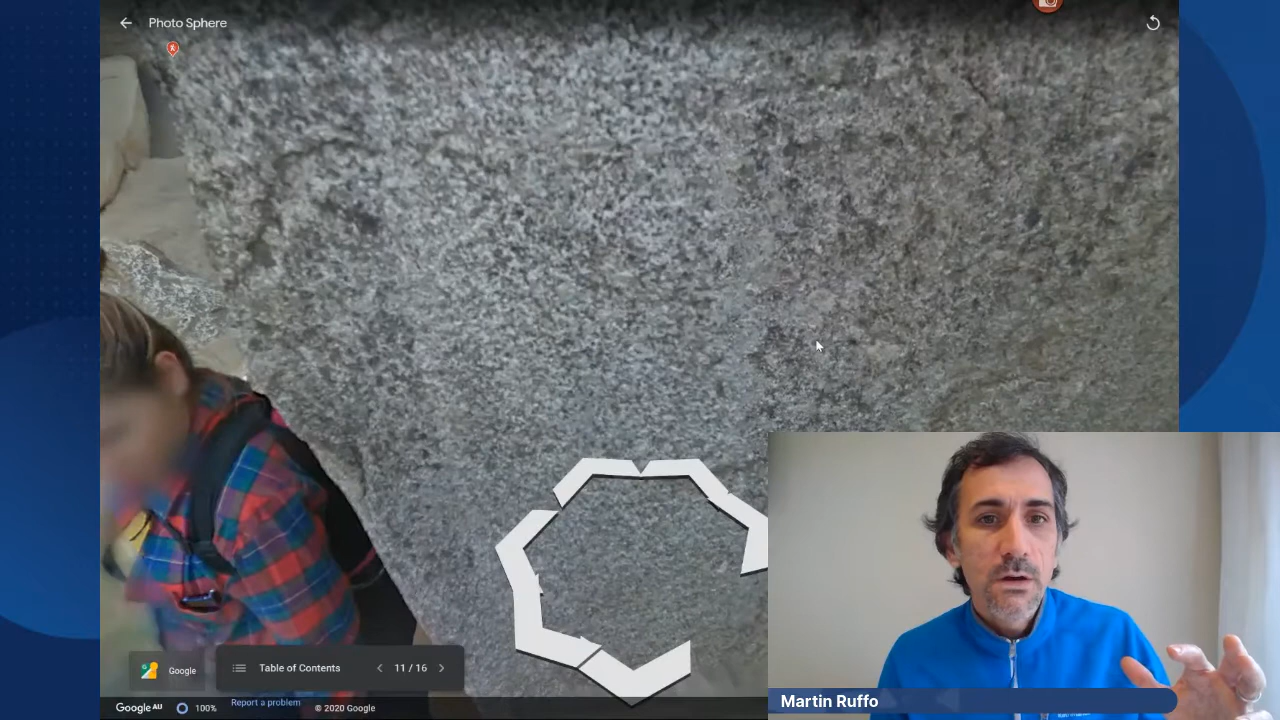 Photo Sphere
Google
Table of Contents
11 / 16
Google AU
100%
Report a problem
© 2020 Google
Martin Ruffo